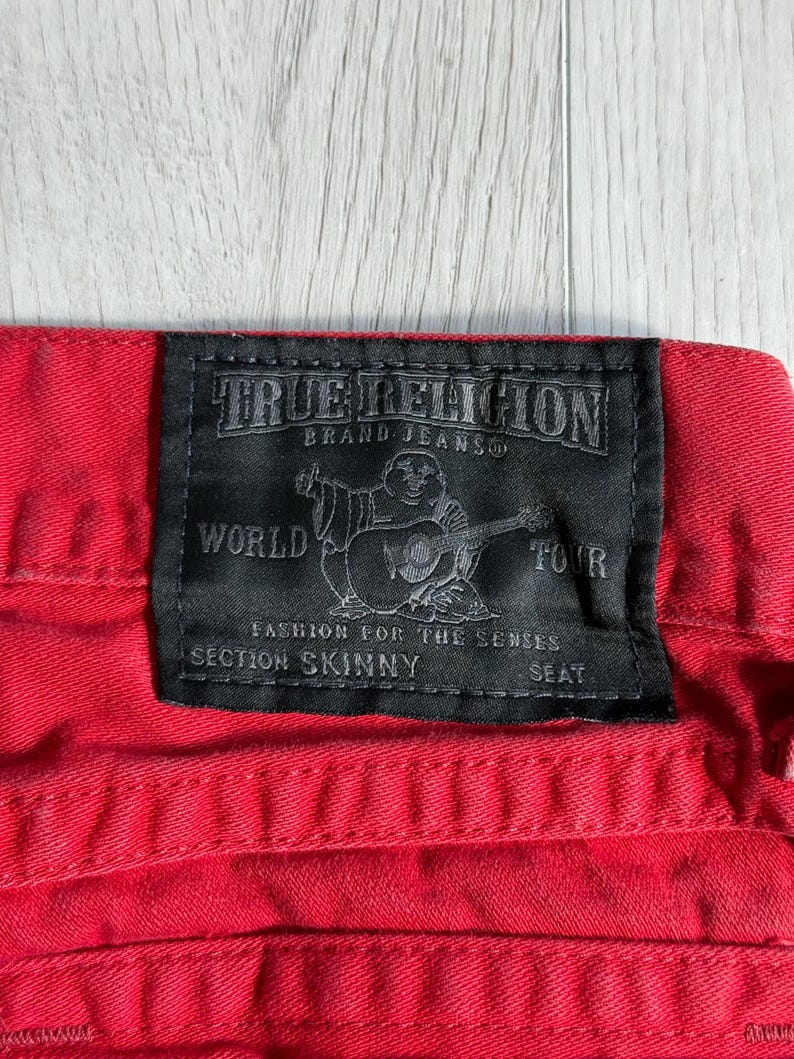 TRUE RELIGION
BRAND JEANS
WORLD TOUR
FASHION FOR THE SENSES
SECTION SKINNY SEAT